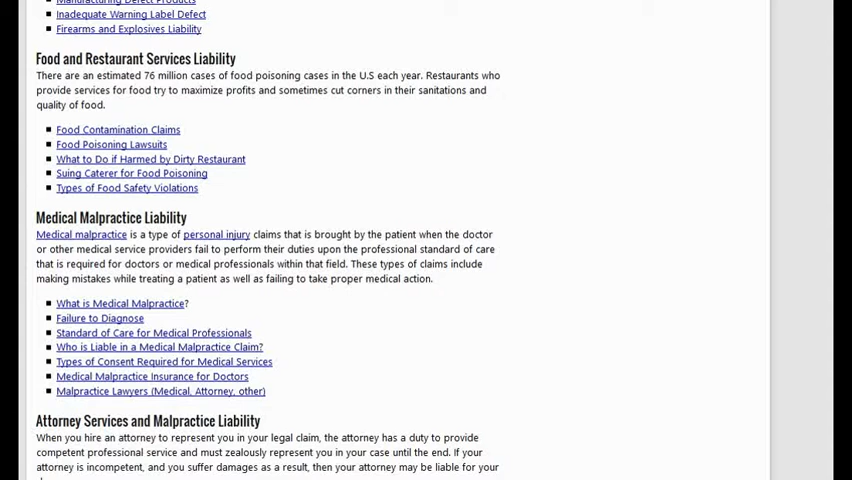 Manufacturing Defect Products
Inadequate Warning Label Defect
Firearms and Explosives Liability
Food and Restaurant Services Liability
There are an estimated 76 million cases of food poisoning cases in the U.S each year. Restaurants who
provide services for food try to maximize profits and sometimes cut corners in their sanitations and
quality of food.
Food Contamination Claims
Food Poisoning Lawsuits
What to Do if Harmed by Dirty Restaurant
Suing Caterer for Food Poisoning
Types of Food Safety Violations
Medical Malpractice Liability
Medical malpractice is a type of personal injury claims that is brought by the patient when the doctor
or other medical service providers fail to perform their duties upon the professional standard of care
that is required for doctors or medical professionals within that field. These types of claims include
making mistakes while treating a patient as well as failing to take proper medical action.
What is Medical Malpractice?
Failure to Diagnose
Standard of Care for Medical Professionals
Who is Liable in a Medical Malpractice Claim?
Types of Consent Required for Medical Services
Medical Malpractice Insurance for Doctors
Malpractice Lawyers (Medical, Attorney, other)
Attorney Services and Malpractice Liability
When you hire an attorney to represent you in your legal claim, the attorney has a duty to provide
competent professional service and must zealously represent you in your case until the end. If your
attorney is incompetent, and you suffer damages as a result, then your attorney may be liable for your